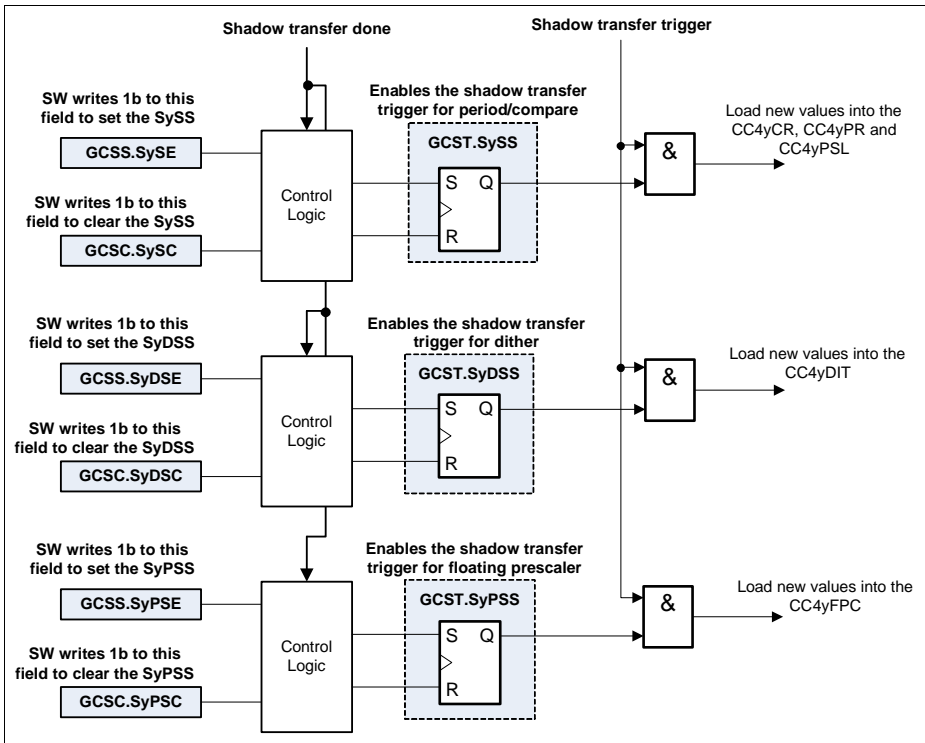 Shadow transfer done
Shadow transfer trigger
SW writes 1b to this
field to set the SySS
GCSS.SySE
SW writes 1b to this
field to clear the SySS
GCSC.SySC
Control
Logic
Enables the shadow transfer
trigger for period/compare
GCST.SySS
S Q
R
&
Load new values into the
CC4yCR, CC4yPR and
CC4yPSL
SW writes 1b to this
field to set the SyDSS
GCSS.SyDSE
SW writes 1b to this
field to clear the SyDSS
GCSC.SyDSC
Control
Logic
Enables the shadow transfer
trigger for dither
GCST.SyDSS
S Q
R
&
Load new values into the
CC4yDIT
SW writes 1b to this
field to set the SyPSS
GCSS.SyPSE
SW writes 1b to this
field to clear the SyPSS
GCSC.SyPSC
Control
Logic
Enables the shadow transfer
trigger for floating prescaler
GCST.SyPSS
S Q
R
&
Load new values into the
CC4yFPC